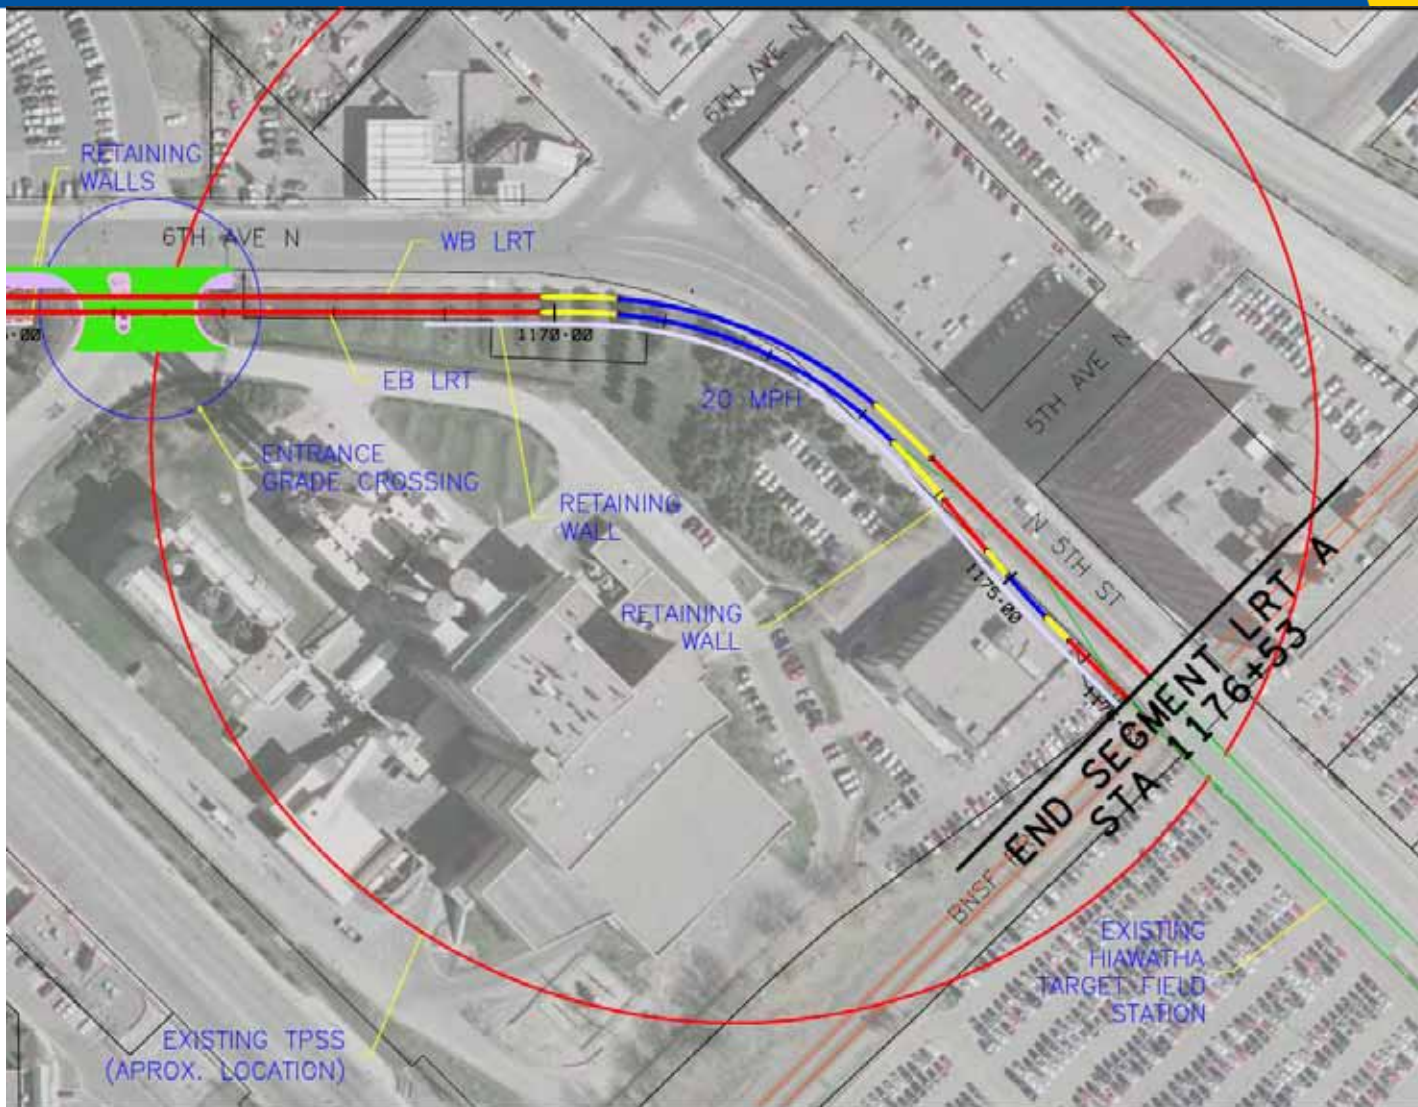 6TH AVE N
RETAINING
WALLS
6TH AVE N
WB LRT
1170+00
EB LRT
20 MPH
5TH AVE N
ENTRANCE
GRADE CROSSING
RETAINING
WALL
N 5TH ST
1175+00
RETAINING
WALL
END SEGMENT LRT A
STA 1176+53
BNSF
EXISTING
HIAWATHA
TARGET FIELD
STATION
EXISTING TPSS
(APROX. LOCATION)